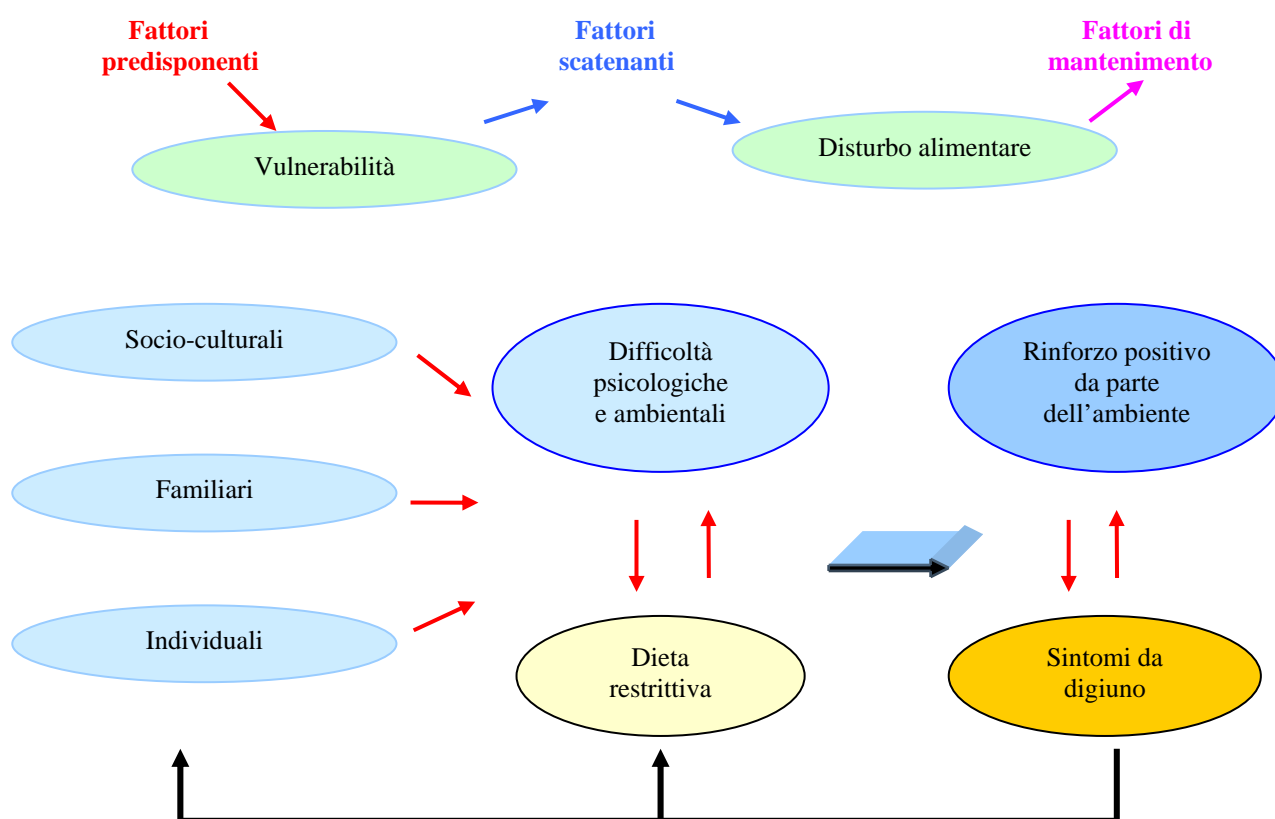 Fattori
predisponenti
Fattori
scatenanti
Fattori di
mantenimento
Vulnerabilità
Disturbo alimentare
Socio-culturali
Familiari
Individuali
Difficoltà
psicologiche
e ambientali
Dieta
restrittiva
Rinforzo positivo
da parte
dell’ambiente
Sintomi da
digiuno